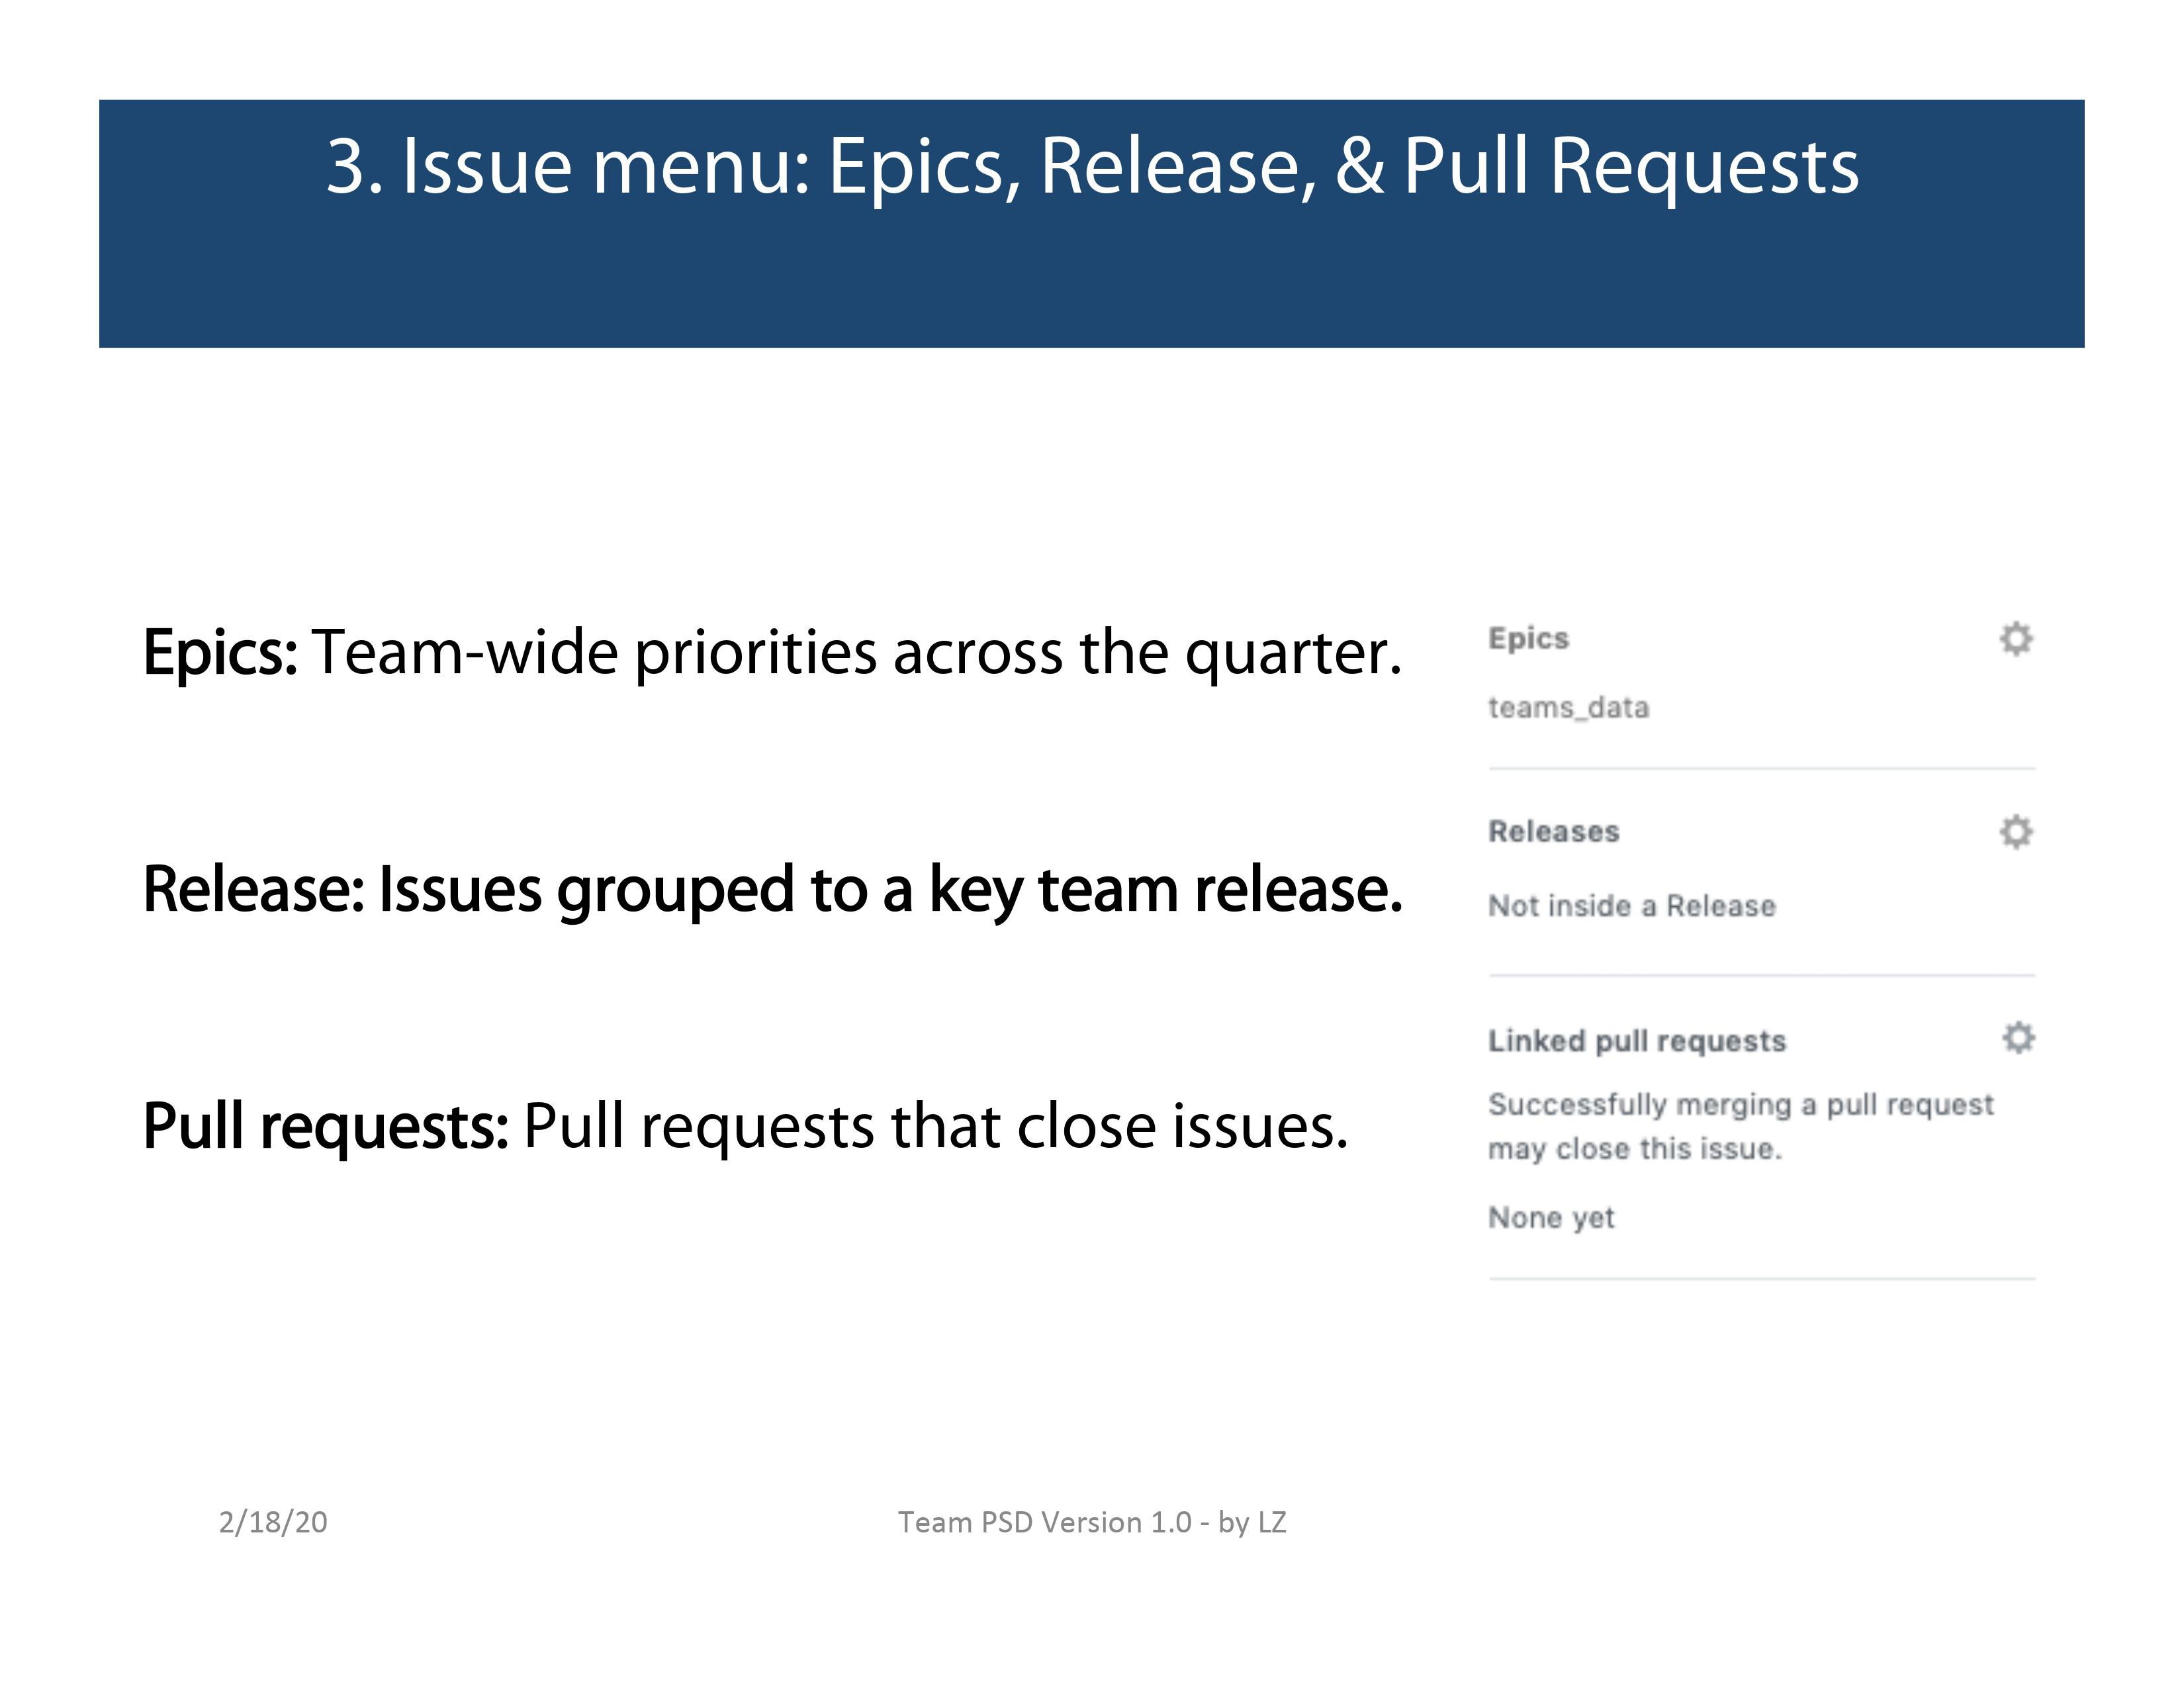 3. Issue menu: Epics, Release, & Pull Requests
Epics: Team-wide priorities across the quarter.
Release: Issues grouped to a key team release.
Pull requests: Pull requests that close issues.
Epics
teams_data
Releases
Not inside a Release
Linked pull requests
Successfully merging a pull request
may close this issue.
None yet
2/18/20
Team PSD Version 1.0 - by LZ